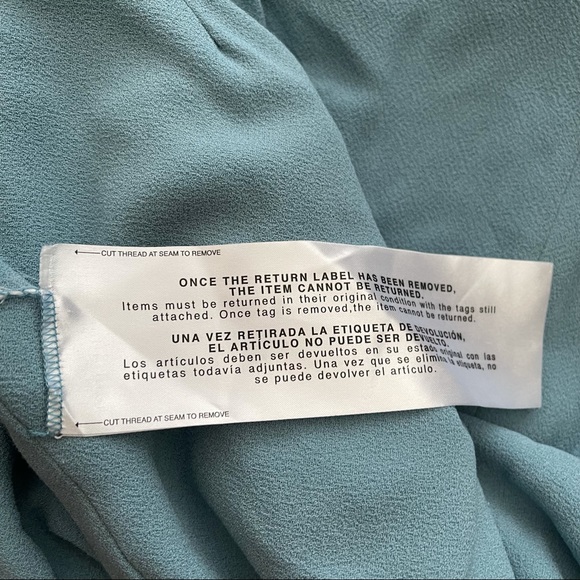 CUT THREAD AT SEAM TO REMOVE
ONCE THE RETURN LABEL HAS BEEN REMOVED,
THE ITEM CANNOT BE RETURNED.
Items must be returned in their original condition with the tags still
attached. Once tag is removed,the item cannot be returned.
UNA VEZ RETIRADA LA ETIQUETA DE DEVOLUCIÓN,
EL ARTÍCULO NO PUEDE SER DEVUELTO.
Los artículos deben ser devueltos en su estado original con las
etiquetas todavía adjuntas. Una vez que se elimina la etiqueta, no
se puede devolver el artículo.
CUT THREAD AT SEAM TO REMOVE